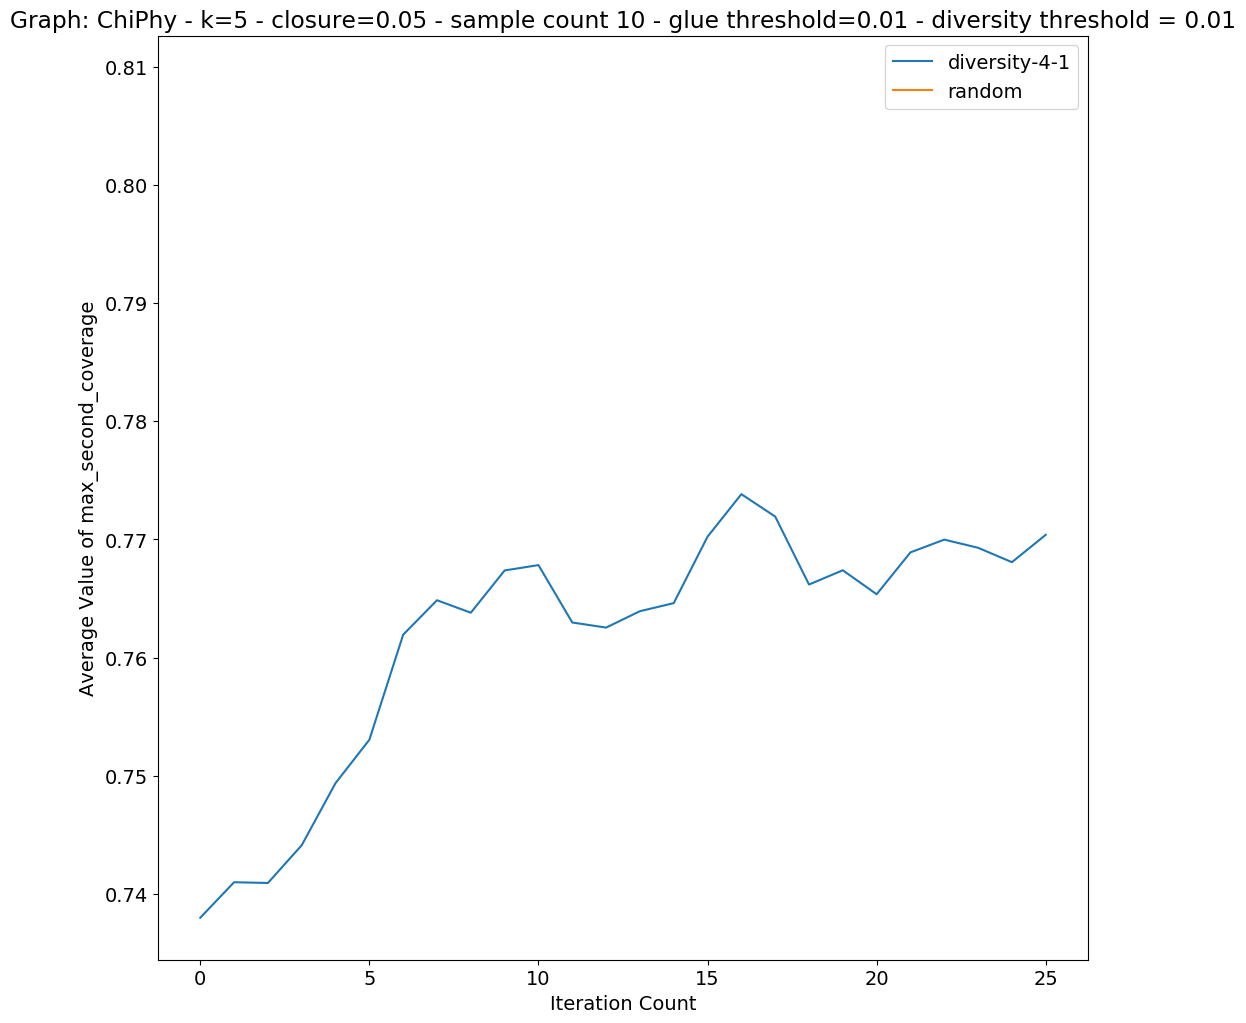 Graph: ChiPhy - k=5 - closure=0.05 - sample count 10 - glue threshold=0.01 - diversity threshold = 0.01
diversity-4-1
random
0.81
0.80
0.79
0.78
0.77
0.76
0.75
0.74
Average Value of max_second_coverage
0 5 10 15 20 25
Iteration Count